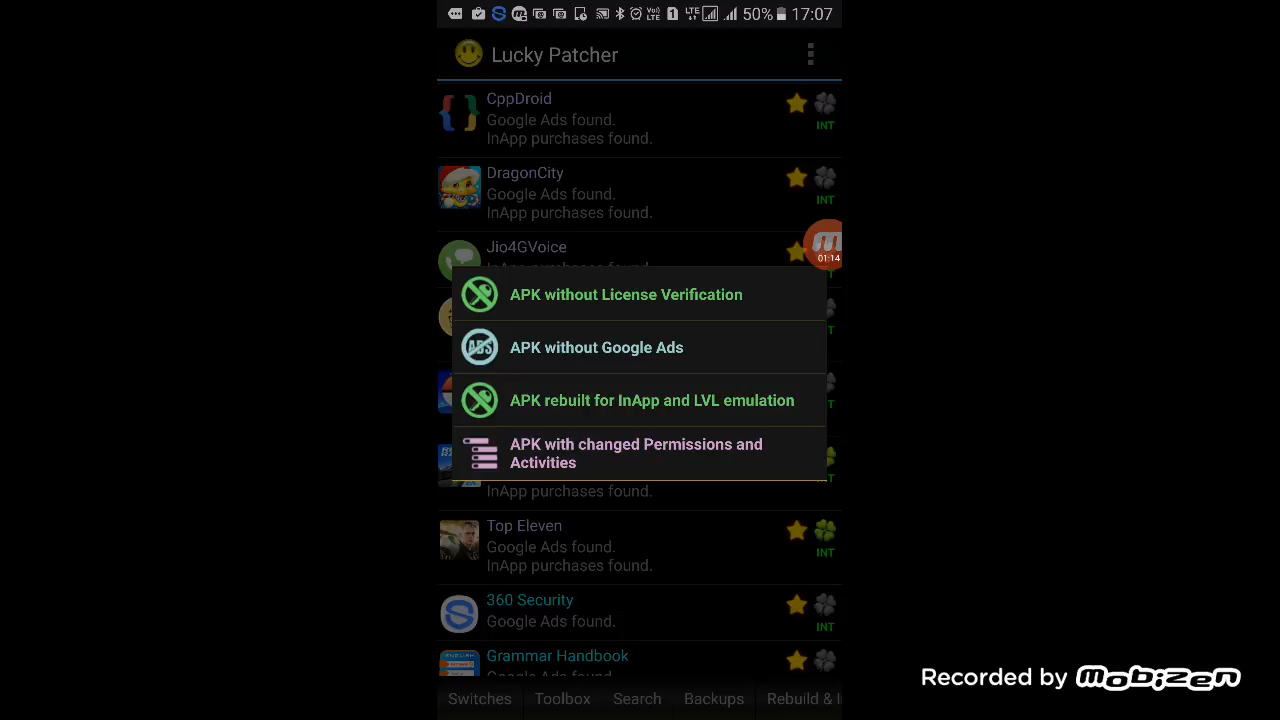 50% 17:07
Lucky Patcher
CppDroid
Google Ads found.
InApp purchases found.
INT
DragonCity
Google Ads found.
InApp purchases found.
INT
Jio4GVoice
01:14
APK without License Verification
ADS
APK without Google Ads
APK rebuilt for InApp and LVL emulation
APK with changed Permissions and
Activities
InApp purchases found.
Top Eleven
Google Ads found.
InApp purchases found.
INT
360 Security
Google Ads found.
INT
ENGLISH
Grammar Handbook
Switches Toolbox Search Backups Rebuild &
Recorded by mobizen